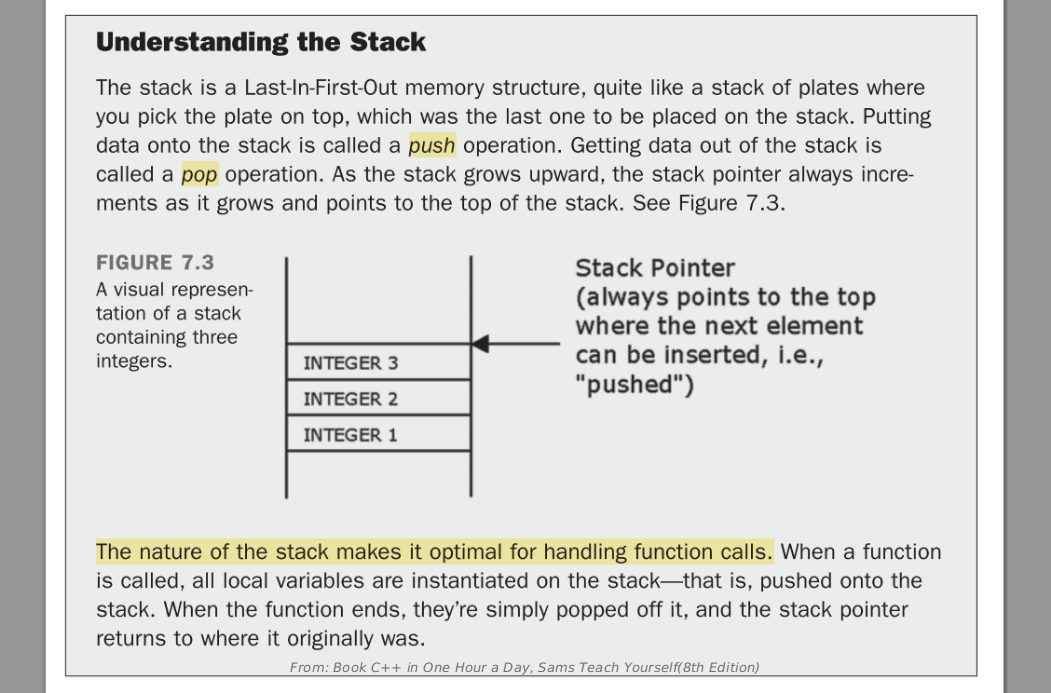 Understanding the Stack
The stack is a Last-In-First-Out memory structure, quite like a stack of plates where
you pick the plate on top, which was the last one to be placed on the stack. Putting
data onto the stack is called a push operation. Getting data out of the stack is
called a pop operation. As the stack grows upward, the stack pointer always incre-
ments as it grows and points to the top of the stack. See Figure 7.3.
FIGURE 7.3
A visual represen-
tation of a stack
containing three
integers.
INTEGER 3
INTEGER 2
INTEGER 1
Stack Pointer
(always points to the top
where the next element
can be inserted, i.e.,
"pushed")
The nature of the stack makes it optimal for handling function calls. When a function
is called, all local variables are instantiated on the stack—that is, pushed onto the
stack. When the function ends, they’re simply popped off it, and the stack pointer
returns to where it originally was.
From: Book C++ in One Hour a Day, Sams Teach Yourself(8th Edition)